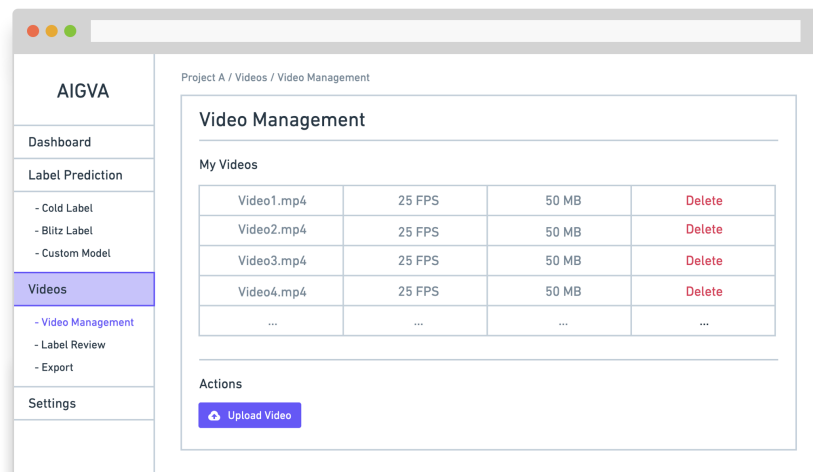 AIGVA
Dashboard
Label Prediction
- Cold Label
- Blitz Label
- Custom Model
Videos
- Video Management
- Label Review
- Export
Settings
Project A / Videos / Video Management
Video Management
My Videos
Video1.mp4 25 FPS 50 MB Delete
Video2.mp4 25 FPS 50 MB Delete
Video3.mp4 25 FPS 50 MB Delete
Video4.mp4 25 FPS 50 MB Delete
... ... ... ...
Actions
Upload Video